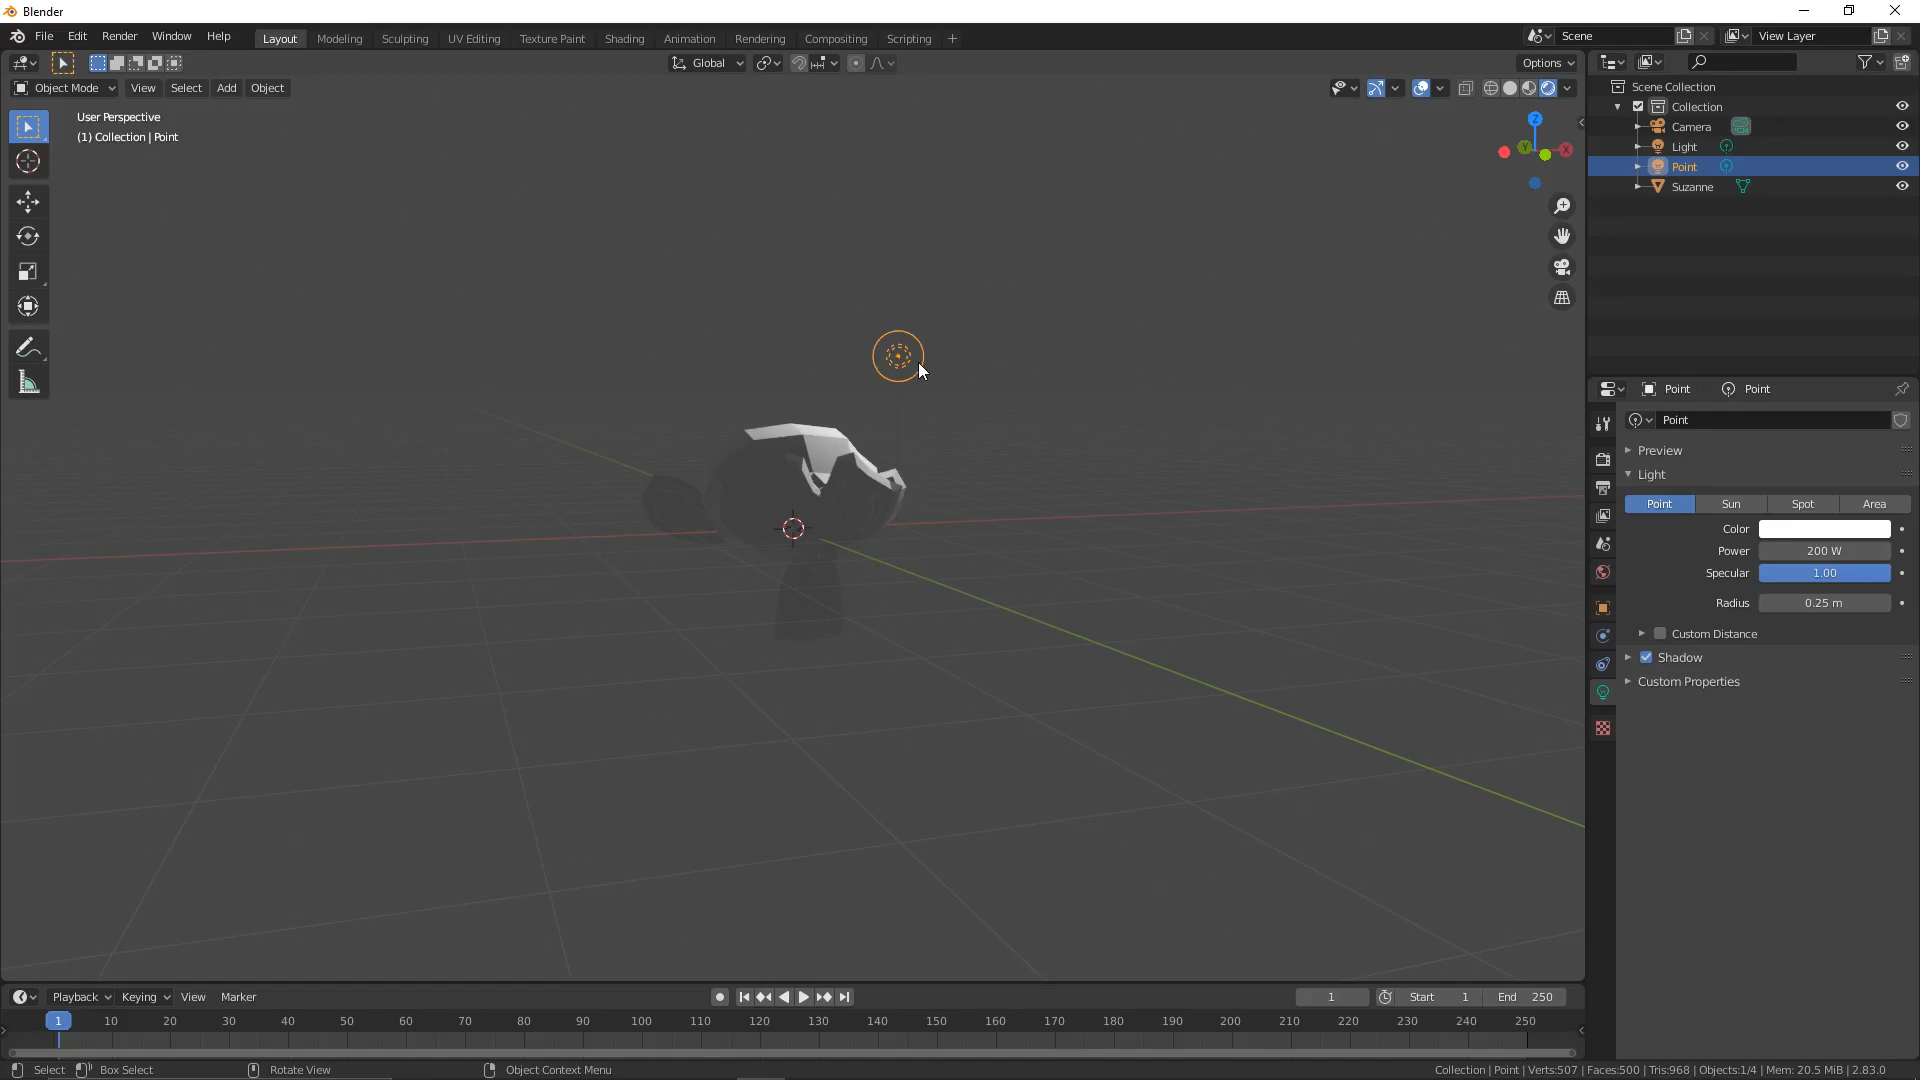 Blender
File Edit Render Window Help
Layout Modeling Sculpting UV Editing Texture Paint Shading Animation Rendering Compositing Scripting +
Scene
View Layer
Global
Options
Object Mode View Select Add Object
User Perspective
(1) Collection | Point
Z
Y
X
Scene Collection
Collection
Camera
Light
Point
Suzanne
Point Point
Point
Preview
Light
Point Sun Spot Area
Color
Power 200 W
Specular 1.00
Radius 0.25 m
Custom Distance
Shadow
Custom Properties
Playback Keying View Marker
1
Start 1
End 250
1 10 20 30 40 50 60 70 80 90 100 110 120 130 140 150 160 170 180 190 200 210 220 230 240 250
Select Box Select Rotate View Object Context Menu
Collection | Point | Verts:507 | Faces:500 | Tris:968 | Objects:1/4 | Mem: 20.5 MiB | 2.83.0